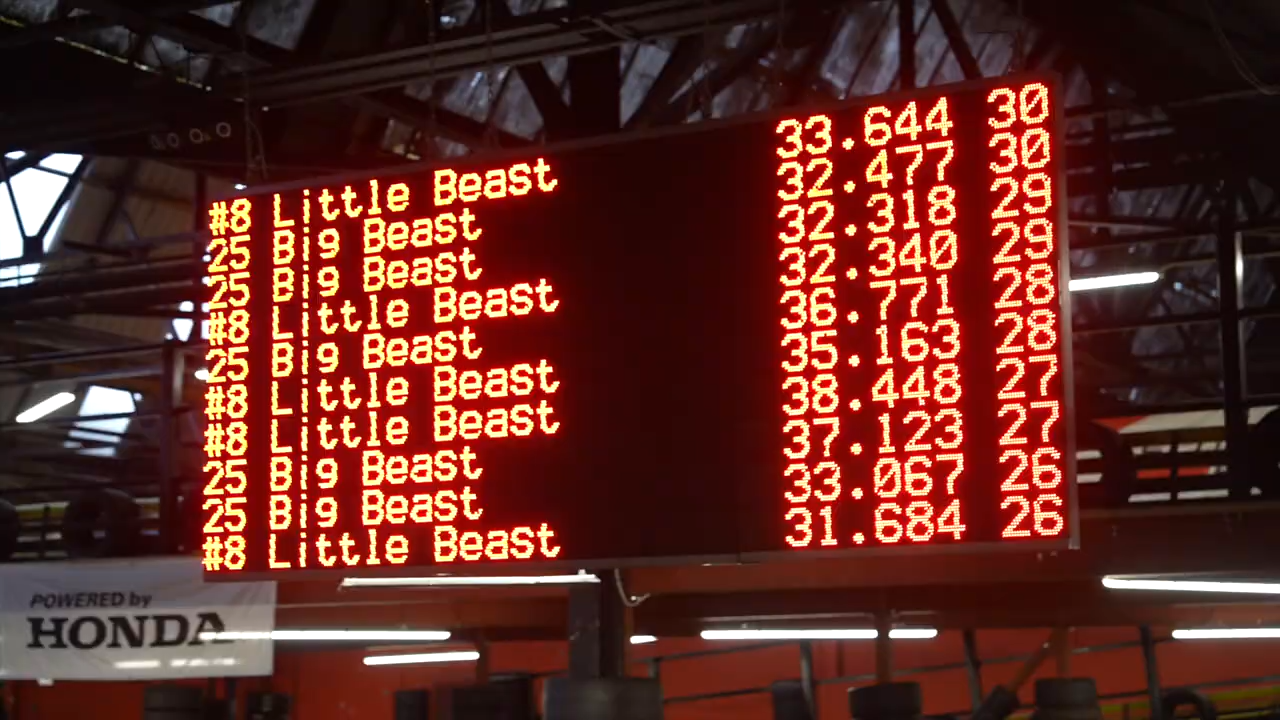 #8 Little Beast 33.644 30
25 Big Beast 32.477 30
25 Big Beast 32.318 29
#8 Little Beast 32.340 29
25 Big Beast 36.771 28
#8 Little Beast 35.163 28
#8 Little Beast 38.448 27
25 Big Beast 37.123 27
25 Big Beast 33.067 26
#8 Little Beast 31.684 26
POWERED by
HONDA